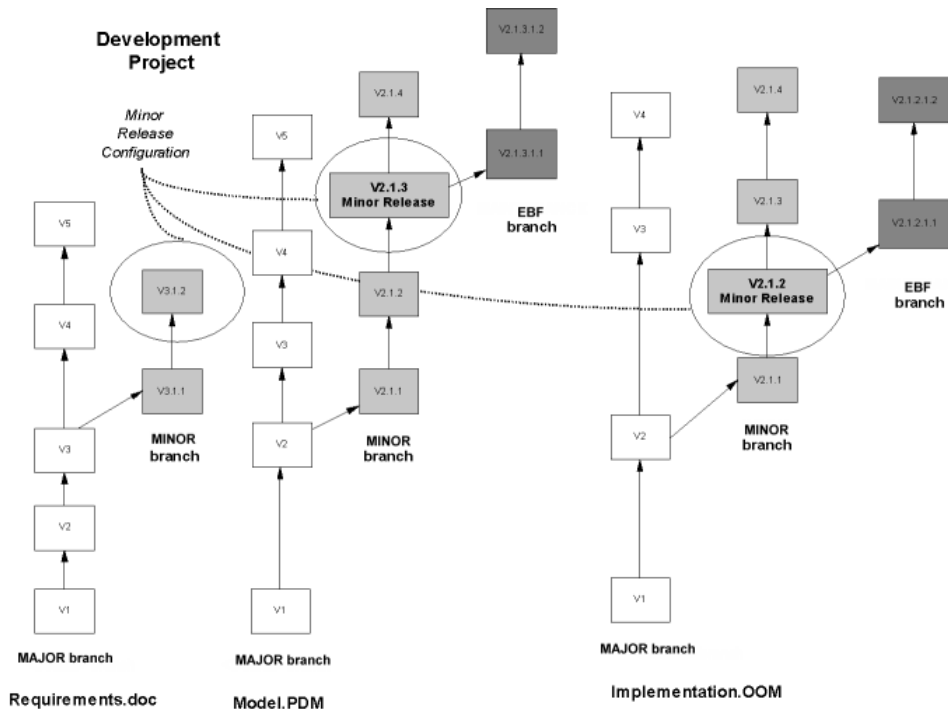 Development
Project
Minor
Release
Configuration
V5
V4
V3
V2
V1
V3.1.2
V3.1.1
MINOR
branch
MAJOR branch
Requirements.doc
V5
V4
V3
V2
V1
V2.1.4
V2.1.3
Minor Release
V2.1.2
V2.1.1
MINOR
branch
V2.1.3.1.2
V2.1.3.1.1
EBF
branch
MAJOR branch
Model.PDM
V4
V3
V2
V1
V2.1.4
V2.1.3
V2.1.2
Minor Release
V2.1.1
MINOR
branch
V2.1.2.1.2
V2.1.2.1.1
EBF
branch
MAJOR branch
Implementation.OOM